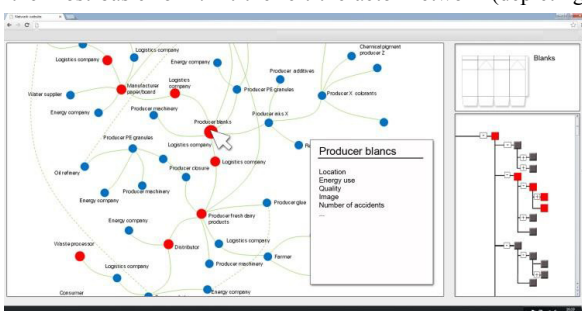 Network website
Logistics company
Chemical pigment
producer Z
Logistics company
Energy company
Producer additives
Blanks
Logistics
company
Manufacturer
paper/board
Producer PE granules
Water supplier
Producer X colorants
Producer machinery
Energy company
Producer blanks
Producer inks X
Producer PE granules
Logistics company
Producer blancs
Logistics company
Producer closure
Location
Energy use
Quality
Image
Number of accidents
...
Oil refinery
Producer machinery
Energy company
Producer glue
Energy company
Producer fresh dairy
products
Waste processor
Distributor
Logistics company
Logistics company
Producer machinery
Farmer
Consumer
Energy company